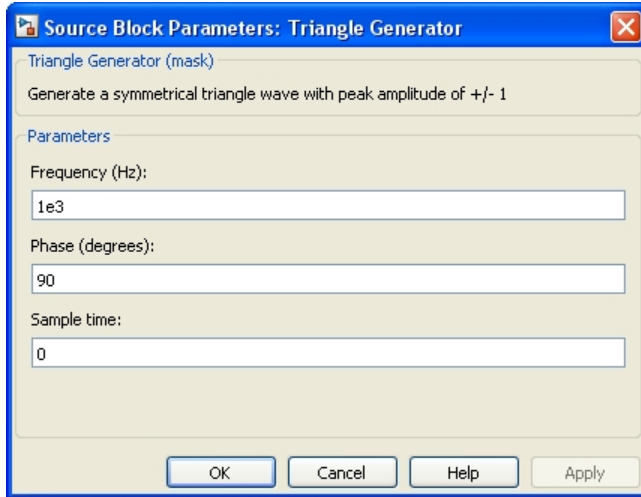 Source Block Parameters: Triangle Generator
Triangle Generator (mask)
Generate a symmetrical triangle wave with peak amplitude of +/- 1
Parameters
Frequency (Hz):
1e3
Phase (degrees):
90
Sample time:
0
OK Cancel Help Apply